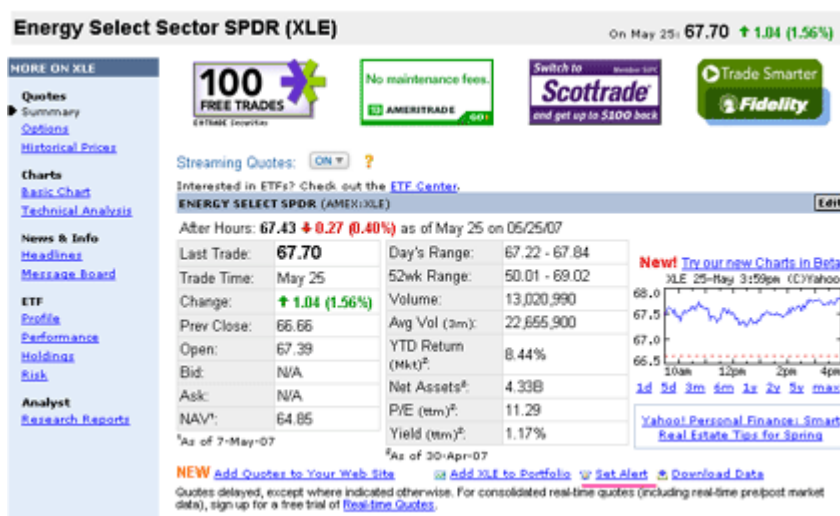 Energy Select Sector SPDR (XLE)
On May 25: 67.70 ↑ 1.04 (1.56%)
MORE ON XLE
Quotes
Summary
Options
Historical Prices
Charts
Basic Chart
Technical Analysis
News & Info
Headlines
Message Board
ETF
Profile
Performance
Holdings
Risk
Analyst
Research Reports
100
FREE TRADES
E*TRADE Securities
No maintenance fees.
AMERITRADE
GO!
Switch to Member SIPC
Scottrade
and get up to $100 back
Trade Smarter
Fidelity
Streaming Quotes: ON ?
Interested in ETFs? Check out the ETF Center.
ENERGY SELECT SPDR (AMEX:XLE)
Edit
After Hours: 67.43 ↓ 0.27 (0.40%) as of May 25 on 05/25/07
Last Trade: 67.70
Trade Time: May 25
Change: ↑ 1.04 (1.56%)
Prev Close: 66.66
Open: 67.39
Bid: N/A
Ask: N/A
NAV¹: 64.85
¹As of 7-May-07
Day's Range: 67.22 - 67.84
52wk Range: 50.01 - 69.02
Volume: 13,020,990
Avg Vol (3m): 22,655,900
YTD Return
(Mkt)²: 8.44%
Net Assets²: 4.33B
P/E (ttm)²: 11.29
Yield (ttm)²: 1.17%
²As of 30-Apr-07
New! Try our new Charts in Beta
XLE 25-May 3:59pm (C)Yahoo
68.0
67.5
67.0
66.5
10am 12pm 2pm 4pm
1d 5d 3m 6m 1y 2y 5y max
Yahoo! Personal Finance: Smart
Real Estate Tips for Spring
NEW Add Quotes to Your Web Site
Add XLE to Portfolio
Set Alert
Download Data
Quotes delayed, except where indicated otherwise. For consolidated real-time quotes (including real-time pre/post market
data), sign up for a free trial of Real-time Quotes.